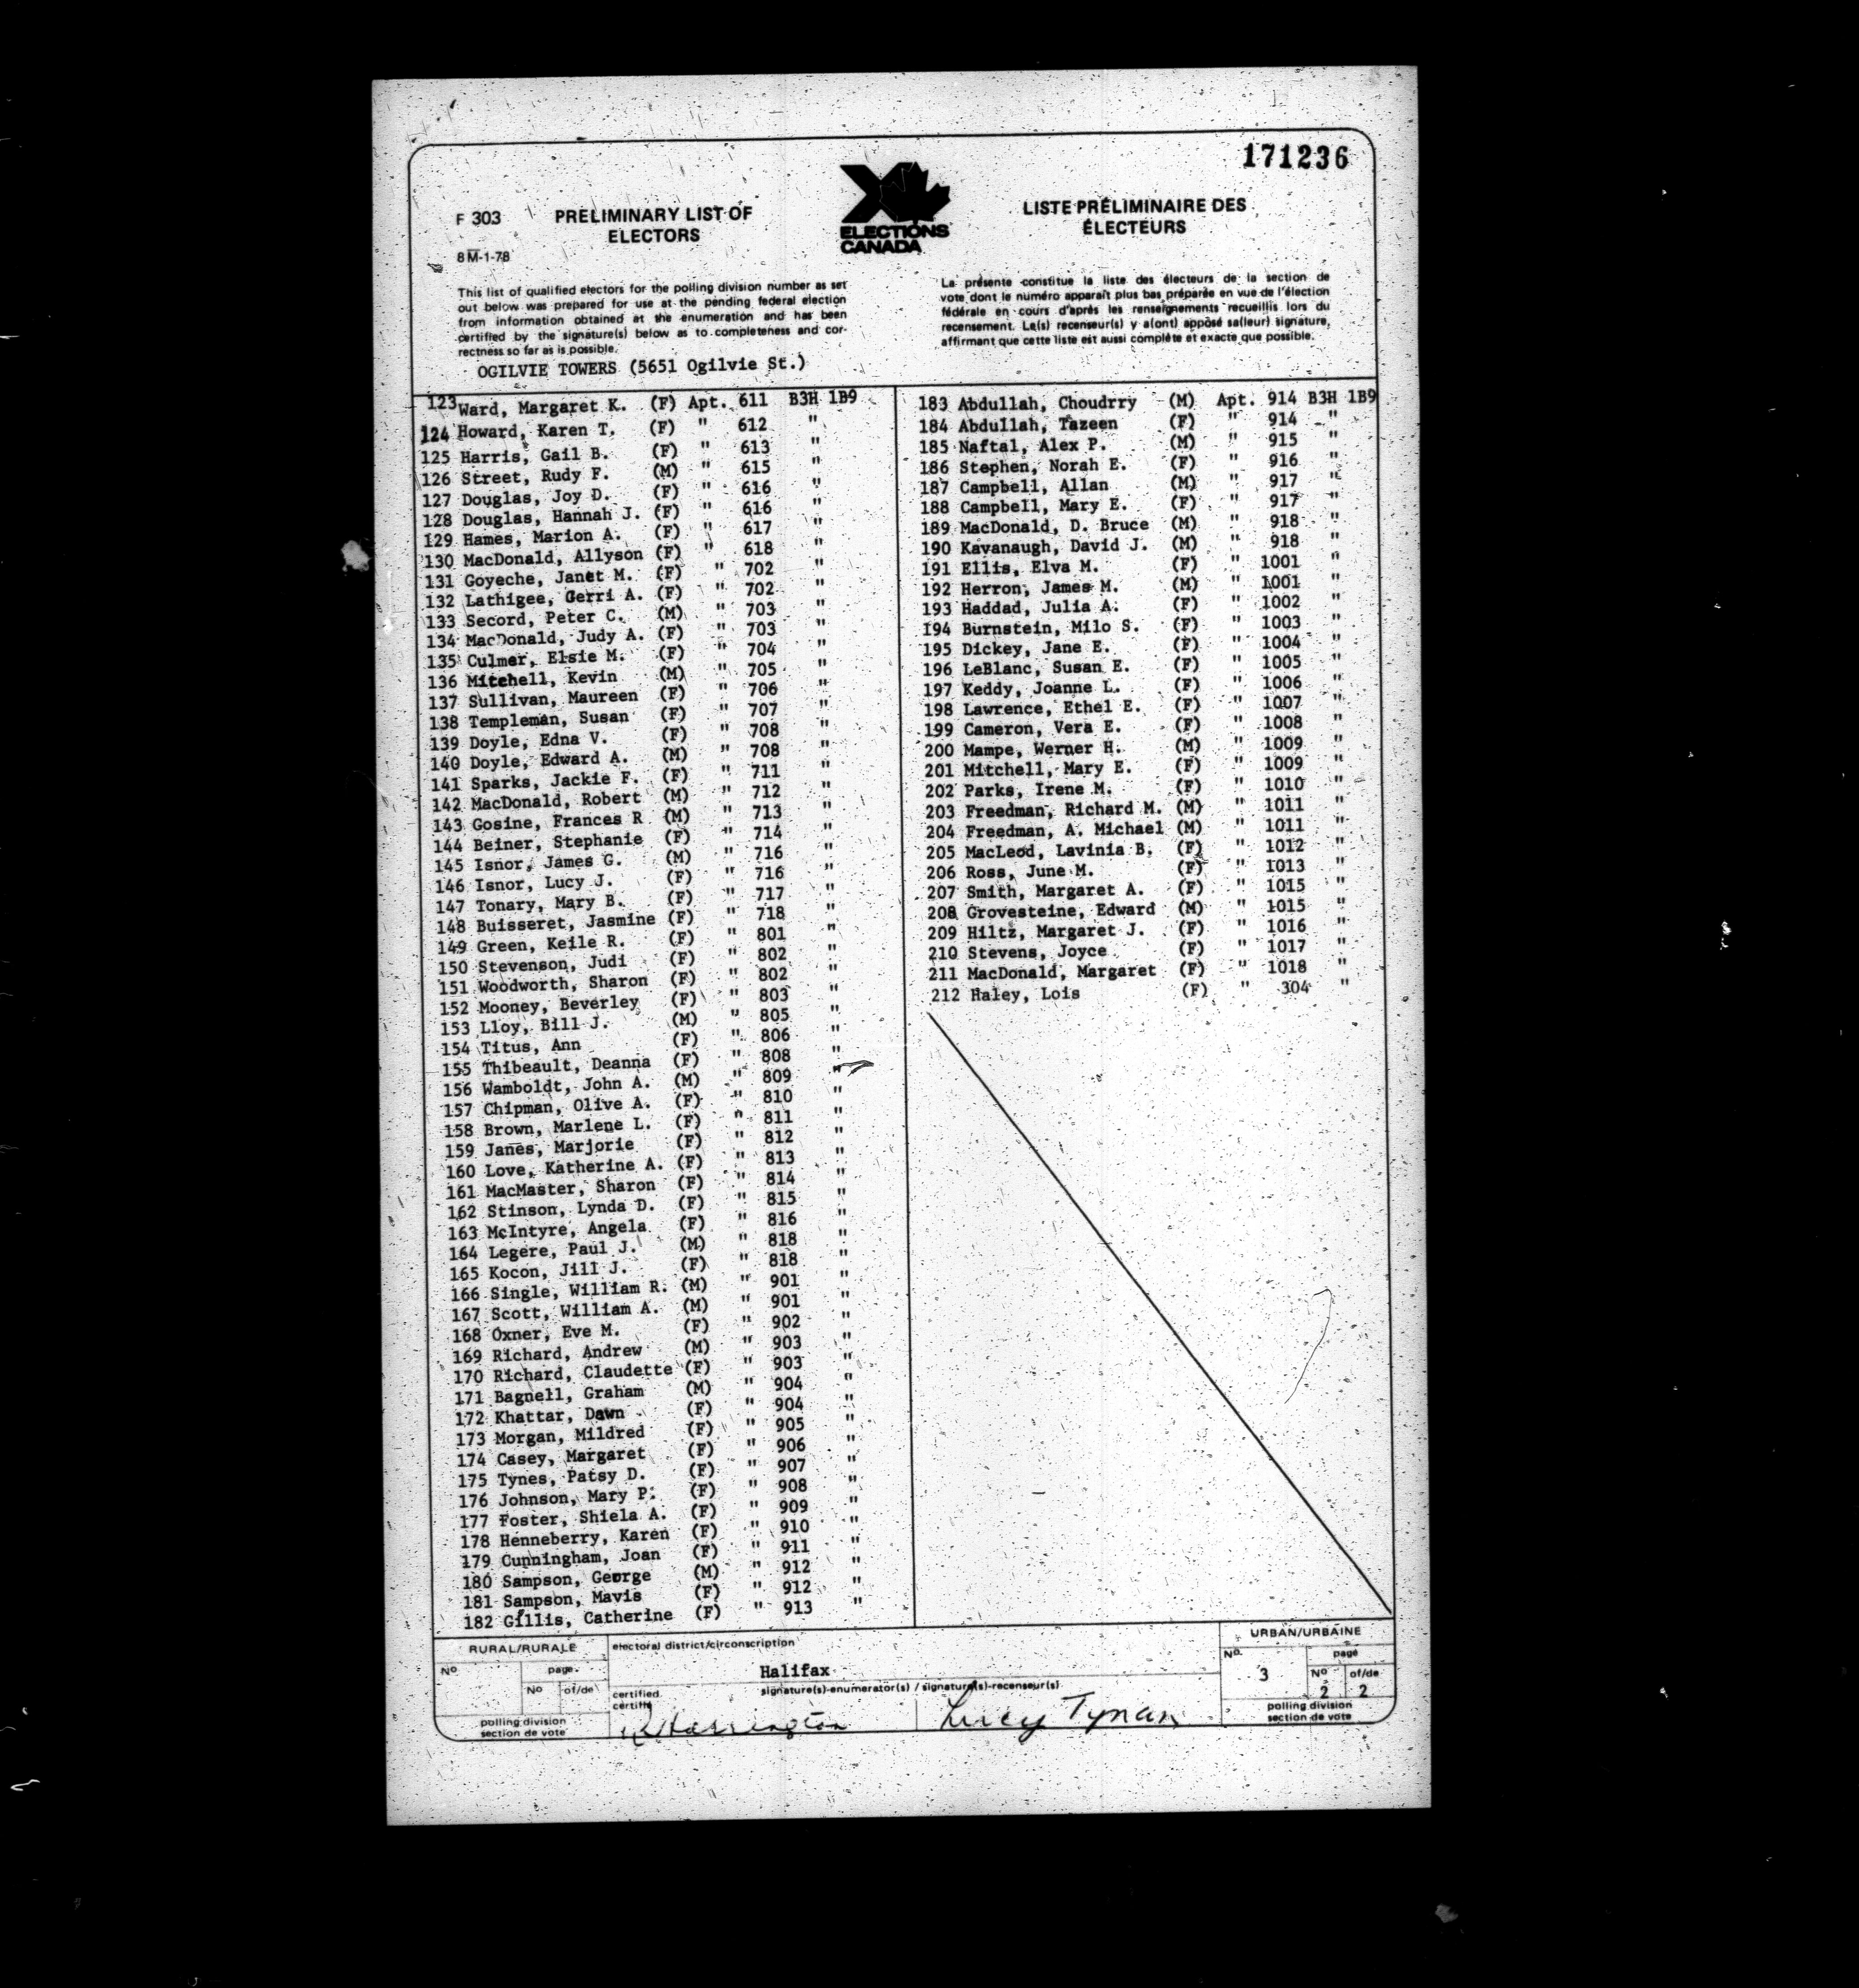 171236
F 303
PRELIMINARY LIST OF
ELECTORS
8M-1-78
ELECTIONS
CANADA
LISTE PRÉLIMINAIRE DES
ÉLECTEURS
This list of qualified electors for the polling division number as set
out below was prepared for use at the pending federal election
from information obtained at the enumeration and has been
certified by the signature(s) below as to completeness and cor-
rectness so far as is possible.
La présente constitue la liste des électeurs de la section de
vote dont le numéro apparaît plus bas préparée en vue de l'élection
fédérale en cours d'après les renseignements recueillis lors du
recensement. Le(s) recenseur(s) y a(ont) apposé sa(leur) signature,
affirmant que cette liste est aussi complète et exacte que possible.
OGILVIE TOWERS (5651 Ogilvie St.)
123 Ward, Margaret K. (F) Apt. 611 B3H 1B9
124 Howard, Karen T. (F) " 612 "
125 Harris, Gail B. (F) " 613 "
126 Street, Rudy F. (M) " 615 "
127 Douglas, Joy D. (F) " 616 "
128 Douglas, Hannah J. (F) " 616 "
129 Hames, Marion A. (F) " 617 "
130 MacDonald, Allyson (F) " 618 "
131 Goyeche, Janet M. (F) " 702 "
132 Lathigee, Gerri A. (F) " 702 "
133 Secord, Peter C. (M) " 703 "
134 MacDonald, Judy A. (F) " 703 "
135 Culmer, Elsie M. (F) " 704 "
136 Mitchell, Kevin (M) " 705 "
137 Sullivan, Maureen (F) " 706 "
138 Templeman, Susan (F) " 707 "
139 Doyle, Edna V. (F) " 708 "
140 Doyle, Edward A. (M) " 708 "
141 Sparks, Jackie F. (F) " 711 "
142 MacDonald, Robert (M) " 712 "
143 Gosine, Frances R (M) " 713 "
144 Beiner, Stephanie (F) " 714 "
145 Isnor, James G. (M) " 716 "
146 Isnor, Lucy J. (F) " 716 "
147 Tonary, Mary B. (F) " 717 "
148 Buisseret, Jasmine (F) " 718 "
149 Green, Keile R. (F) " 801 "
150 Stevenson, Judi (F) " 802 "
151 Woodworth, Sharon (F) " 802 "
152 Mooney, Beverley (F) " 803 "
153 Lloy, Bill J. (M) " 805 "
154 Titus, Ann (F) " 806 "
155 Thibeault, Deanna (F) " 808 "
156 Wamboldt, John A. (M) " 809 "
157 Chipman, Olive A. (F) " 810 "
158 Brown, Marlene L. (F) " 811 "
159 Janes, Marjorie (F) " 812 "
160 Love, Katherine A. (F) " 813 "
161 MacMaster, Sharon (F) " 814 "
162 Stinson, Lynda D. (F) " 815 "
163 McIntyre, Angela (F) " 816 "
164 Legere, Paul J. (M) " 818 "
165 Kocon, Jill J. (F) " 818 "
166 Single, William R. (M) " 901 "
167 Scott, William A. (M) " 901 "
168 Oxner, Eve M. (F) " 902 "
169 Richard, Andrew (M) " 903 "
170 Richard, Claudette (F) " 903 "
171 Bagnell, Graham (M) " 904 "
172 Khattar, Dawn (F) " 904 "
173 Morgan, Mildred (F) " 905 "
174 Casey, Margaret (F) " 906 "
175 Tynes, Patsy D. (F) " 907 "
176 Johnson, Mary P. (F) " 908 "
177 Foster, Shiela A. (F) " 909 "
178 Henneberry, Karen (F) " 910 "
179 Cunningham, Joan (F) " 911 "
180 Sampson, George (M) " 912 "
181 Sampson, Mavis (F) " 912 "
182 Gillis, Catherine (F) " 913 "
183 Abdullah, Choudrry (M) Apt. 914 B3H 1B9
184 Abdullah, Tazeen (F) " 914 "
185 Naftal, Alex P. (M) " 915 "
186 Stephen, Norah E. (F) " 916 "
187 Campbell, Allan (M) " 917 "
188 Campbell, Mary E. (F) " 917 "
189 MacDonald, D. Bruce (M) " 918 "
190 Kavanaugh, David J. (M) " 918 "
191 Ellis, Elva M. (F) " 1001 "
192 Herron, James M. (M) " 1001 "
193 Haddad, Julia A. (F) " 1002 "
194 Burnstein, Milo S. (F) " 1003 "
195 Dickey, Jane E. (F) " 1004 "
196 LeBlanc, Susan E. (F) " 1005 "
197 Keddy, Joanne L. (F) " 1006 "
198 Lawrence, Ethel E. (F) " 1007 "
199 Cameron, Vera E. (F) " 1008 "
200 Mampe, Werner H. (M) " 1009 "
201 Mitchell, Mary E. (F) " 1009 "
202 Parks, Irene M. (F) " 1010 "
203 Freedman, Richard M. (M) " 1011 "
204 Freedman, A. Michael (M) " 1011 "
205 MacLeod, Lavinia B. (F) " 1012 "
206 Ross, June M. (F) " 1013 "
207 Smith, Margaret A. (F) " 1015 "
208 Grovesteine, Edward (M) " 1015 "
209 Hiltz, Margaret J. (F) " 1016 "
210 Stevens, Joyce (F) " 1017 "
211 MacDonald, Margaret (F) " 1018 "
212 Haley, Lois (F) " 304 "
RURAL/RURALE
No
page
No of/de
polling division
section de vote
electoral district/circonscription
Halifax
signature(s)-enumerator(s) / signature(s)-recenseur(s)
certified
certifié
Harrington
Lucy Tynan
URBAN/URBAINE
No.
3
page
No of/de
2 2
polling division
section de vote